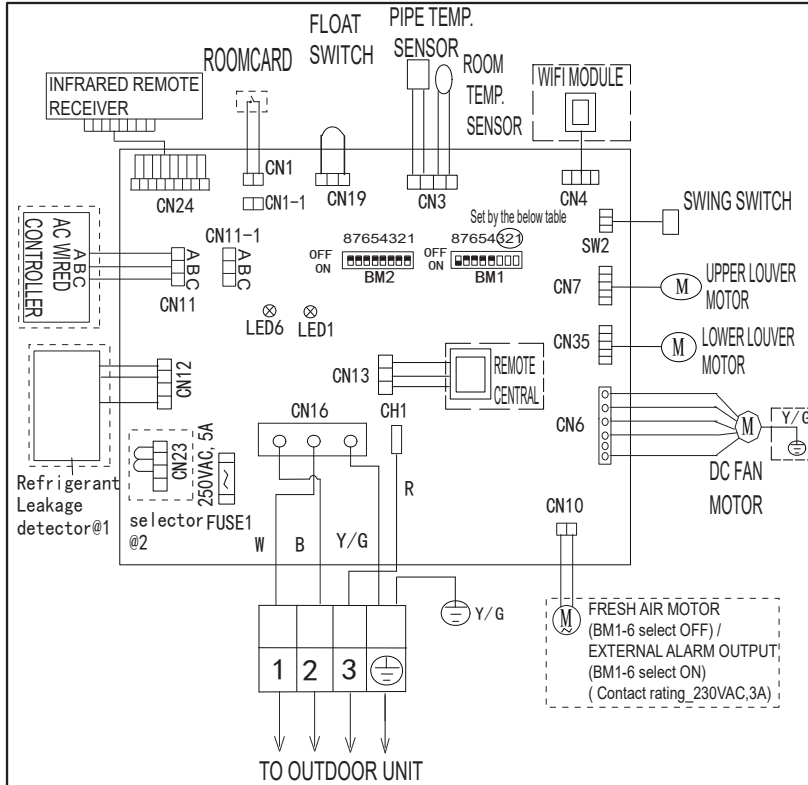 FLOAT
SWITCH
PIPE TEMP.
SENSOR
ROOMCARD
ROOM
TEMP.
SENSOR
WIFI MODULE
INFRARED REMOTE
RECEIVER
CN24
CN1
CN1-1
CN19
CN3
CN4
SWING SWITCH
SW2
Set by the below table
87654321
OFF
ON
BM2
87654321
OFF
ON
BM1
AC WIRED
CONTROLLER
A B C
A B C
CN11
CN11-1
A B C
LED6
LED1
CN7
M
UPPER LOUVER
MOTOR
CN35
M
LOWER LOUVER
MOTOR
CN12
CN13
REMOTE
CENTRAL
CN16
CH1
CN6
M
Y/G
DC FAN
MOTOR
Refrigerant
Leakage
detector@1
CN23
selector
@2
250VAC, 5A
FUSE1
R
W
B
Y/G
CN10
Y/G
M
FRESH AIR MOTOR
(BM1-6 select OFF) /
EXTERNAL ALARM OUTPUT
(BM1-6 select ON)
( Contact rating_230VAC,3A)
1
2
3
TO OUTDOOR UNIT